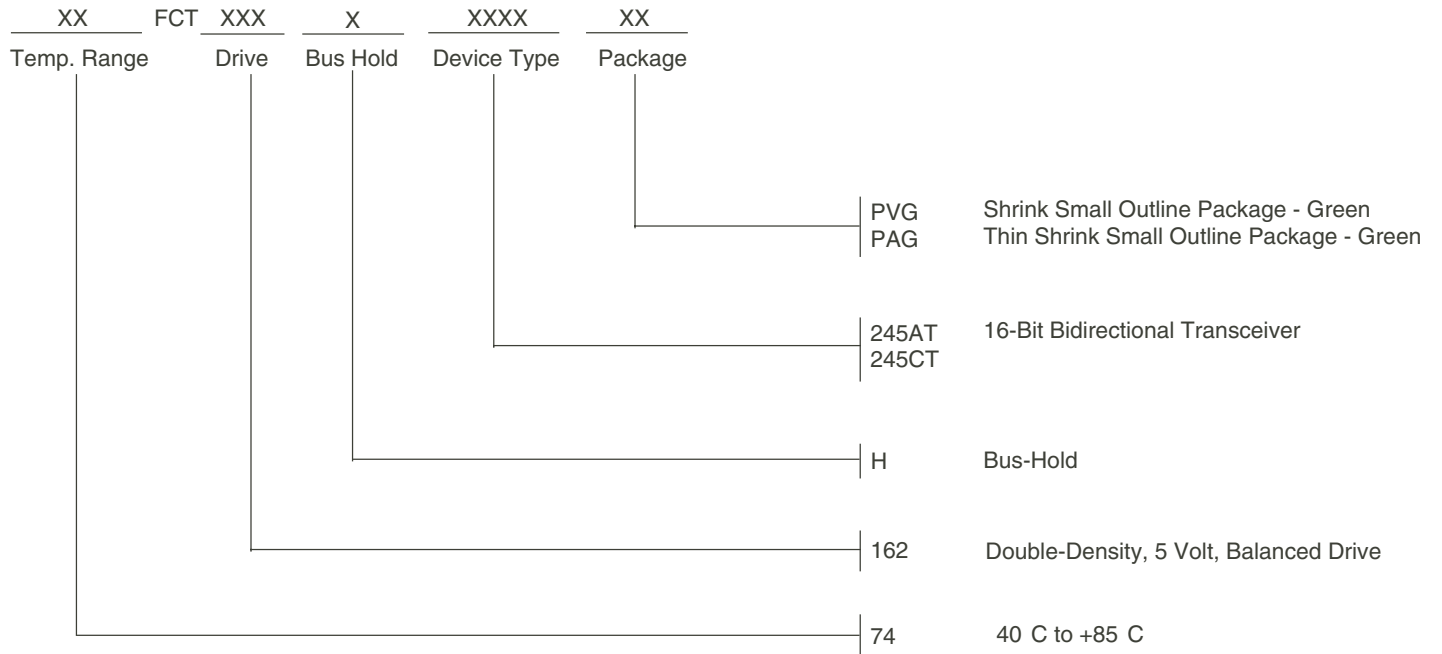 XX FCT XXX X XXXX XX
Temp. Range Drive Bus Hold Device Type Package
PVG Shrink Small Outline Package - Green
PAG Thin Shrink Small Outline Package - Green
245AT 16-Bit Bidirectional Transceiver
245CT
H Bus-Hold
162 Double-Density, 5 Volt, Balanced Drive
74 40 C to +85 C